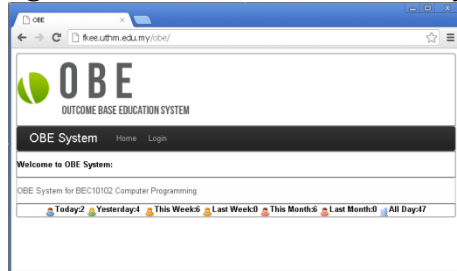 OBE
fkee.uthm.edu.my/obe/
OBE
OUTCOME BASE EDUCATION SYSTEM
OBE System Home Login
Welcome to OBE System:
OBE System for BEC10102 Computer Programming
Today:2 Yesterday:4 This Week:6 Last Week:0 This Month:6 Last Month:0 All Day:47